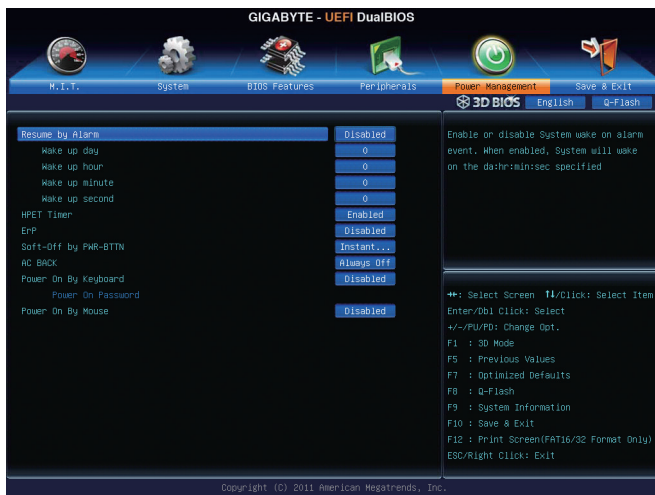 GIGABYTE - UEFI DualBIOS
M.I.T. System BIOS Features Peripherals Power Management Save & Exit
3D BIOS English Q-Flash
Resume by Alarm Disabled
Wake up day 0
Wake up hour 0
Wake up minute 0
Wake up second 0
HPET Timer Enabled
ErP Disabled
Soft-Off by PWR-BTTN Instant...
AC BACK Always Off
Power On By Keyboard Disabled
Power On Password
Power On By Mouse Disabled
Enable or disable System wake on alarm
event. When enabled, System will wake
on the da:hr:min:sec specified
→←: Select Screen ↑↓/Click: Select Item
Enter/Dbl Click: Select
+/-/PU/PD: Change Opt.
F1 : 3D Mode
F5 : Previous Values
F7 : Optimized Defaults
F8 : Q-Flash
F9 : System Information
F10 : Save & Exit
F12 : Print Screen(FAT16/32 Format Only)
ESC/Right Click: Exit
Copyright (C) 2011 American Megatrends, Inc.